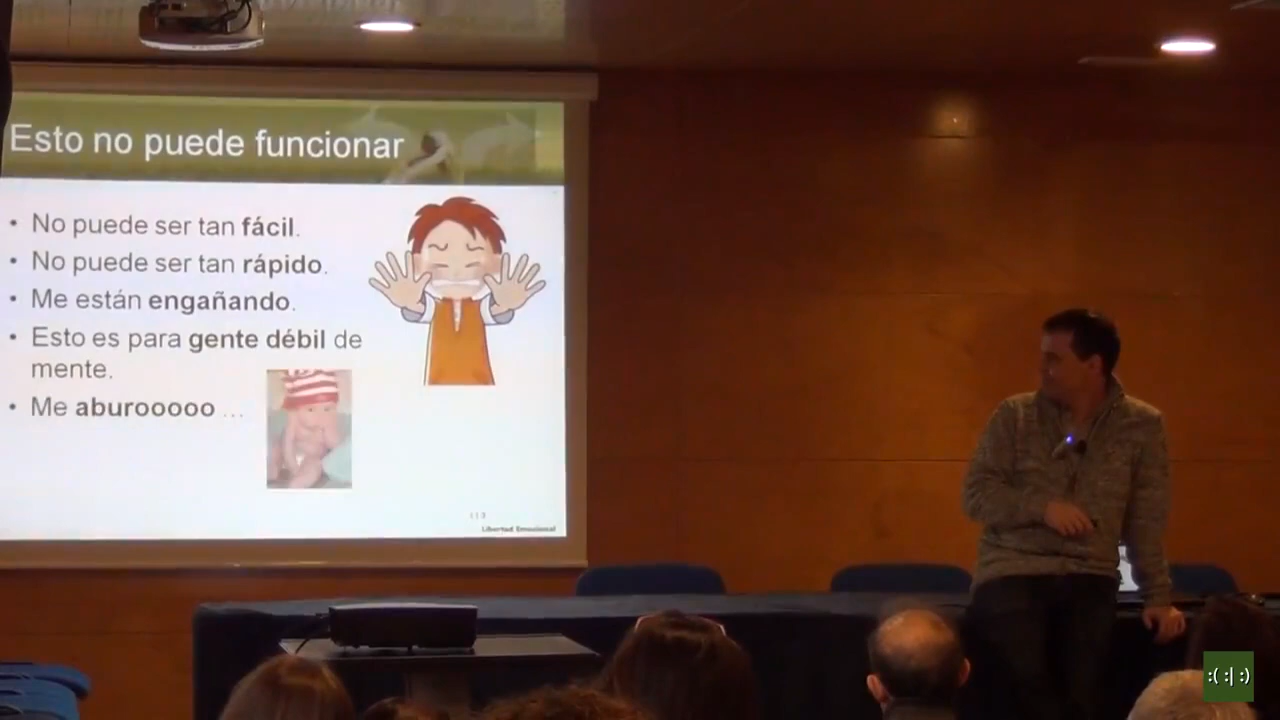 Esto no puede funcionar
• No puede ser tan fácil.
• No puede ser tan rápido.
• Me están engañando.
• Esto es para gente débil de
mente.
• Me aburooooo ...
113
Libertad Emocional
:( :| :)